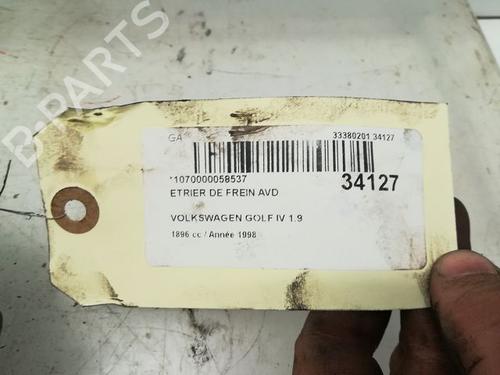 GA 33380201 34127
*1070000058537
34127
ETRIER DE FREIN AVD
VOLKSWAGEN GOLF IV 1.9
1896 cc / Année 1998
B-PARTS